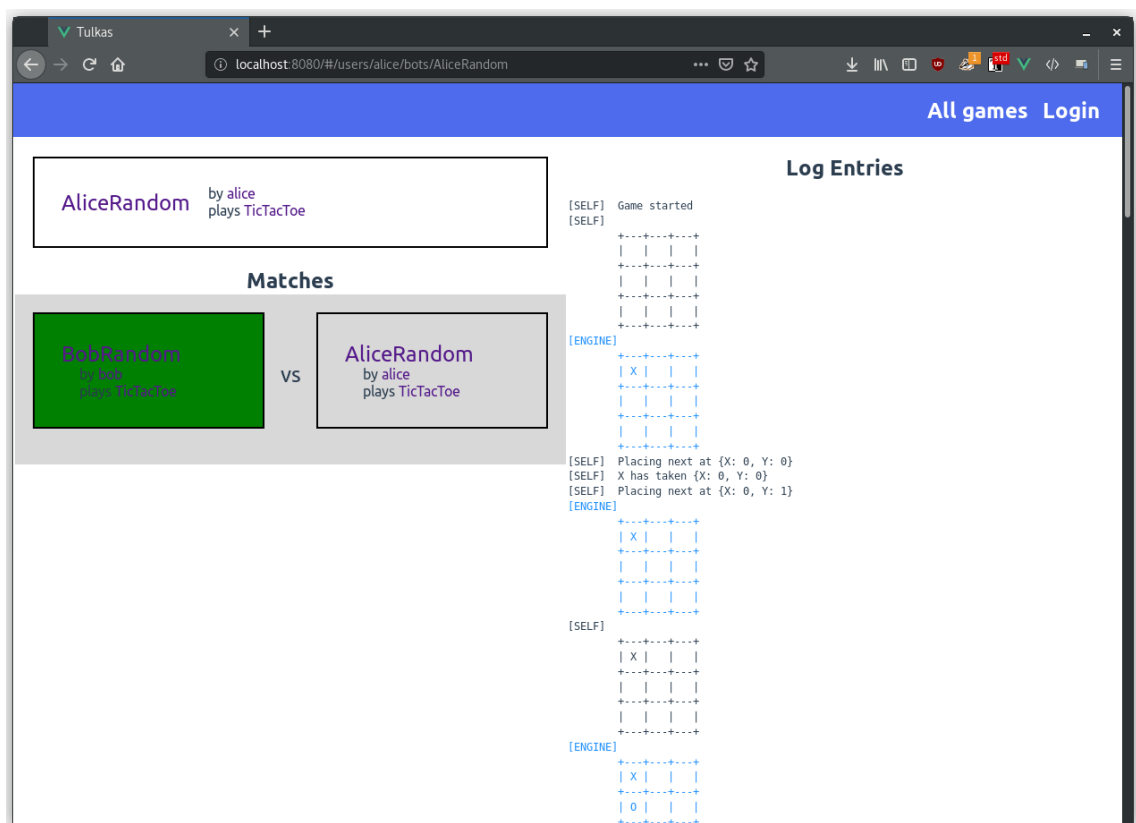 Tulkas
localhost:8080/#/users/alice/bots/AliceRandom
1
std
All games Login
AliceRandom
by alice
plays TicTacToe
Matches
BobRandom
by bob
plays TicTacToe
vs
AliceRandom
by alice
plays TicTacToe
Log Entries
[SELF] Game started
[SELF]
+---+---+---+
|   |   |   |
+---+---+---+
|   |   |   |
+---+---+---+
|   |   |   |
+---+---+---+
[ENGINE]
+---+---+---+
| X |   |   |
+---+---+---+
|   |   |   |
+---+---+---+
|   |   |   |
+---+---+---+
[SELF] Placing next at {X: 0, Y: 0}
[SELF] X has taken {X: 0, Y: 0}
[SELF] Placing next at {X: 0, Y: 1}
[ENGINE]
+---+---+---+
| X |   |   |
+---+---+---+
|   |   |   |
+---+---+---+
|   |   |   |
+---+---+---+
[SELF]
+---+---+---+
| X |   |   |
+---+---+---+
|   |   |   |
+---+---+---+
|   |   |   |
+---+---+---+
[ENGINE]
+---+---+---+
| X |   |   |
+---+---+---+
| O |   |   |
+---+---+---+